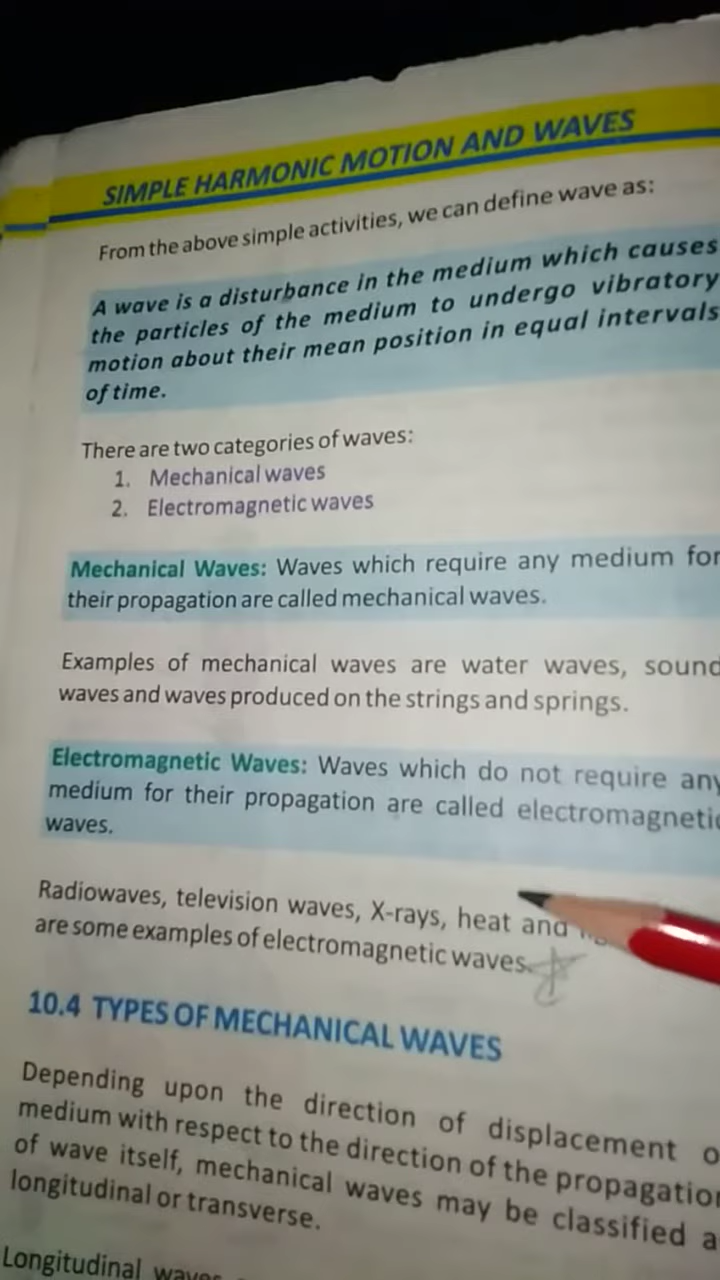 SIMPLE HARMONIC MOTION AND WAVES
From the above simple activities, we can define wave as:
A wave is a disturbance in the medium which causes
the particles of the medium to undergo vibratory
motion about their mean position in equal intervals
of time.
There are two categories of waves:
1. Mechanical waves
2. Electromagnetic waves
Mechanical Waves: Waves which require any medium for
their propagation are called mechanical waves.
Examples of mechanical waves are water waves, sound
waves and waves produced on the strings and springs.
Electromagnetic Waves: Waves which do not require any
medium for their propagation are called electromagnetic
waves.
Radiowaves, television waves, X-rays, heat and
are some examples of electromagnetic waves.
10.4 TYPES OF MECHANICAL WAVES
Depending upon the direction of displacement
medium with respect to the direction of the propagation
of wave itself, mechanical waves may be classified
longitudinal or transverse.
Longitudinal waves